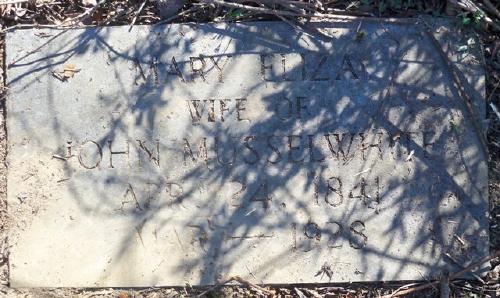 MARY ELIZA
WIFE OF
JOHN MUSSELWHITE
APR. 24, 1841
— 1928